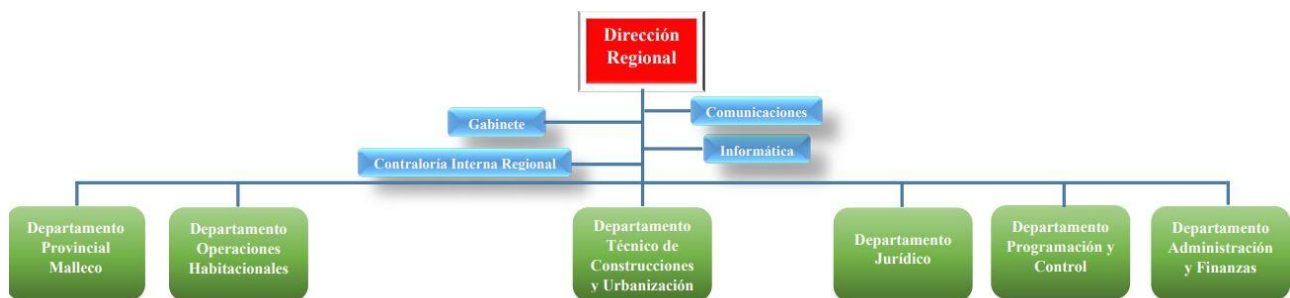 Dirección
Regional
Comunicaciones
Gabinete
Informática
Contraloría Interna Regional
Departamento
Provincial
Malleco
Departamento
Operaciones
Habitacionales
Departamento
Técnico de
Construcciones
y Urbanización
Departamento
Jurídico
Departamento
Programación y
Control
Departamento
Administración
y Finanzas